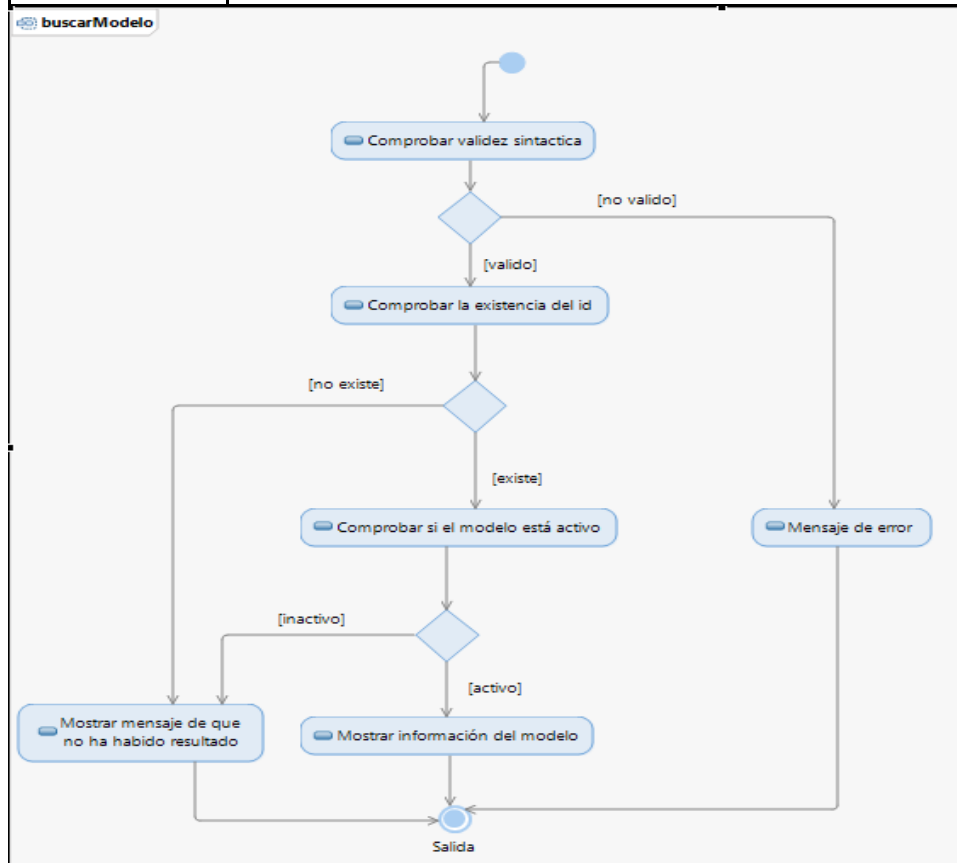 buscarModelo
Comprobar validez sintactica
[no valido]
[valido]
Comprobar la existencia del id
[no existe]
[existe]
Comprobar si el modelo está activo
Mensaje de error
[inactivo]
[activo]
Mostrar mensaje de que
no ha habido resultado
Mostrar información del modelo
Salida